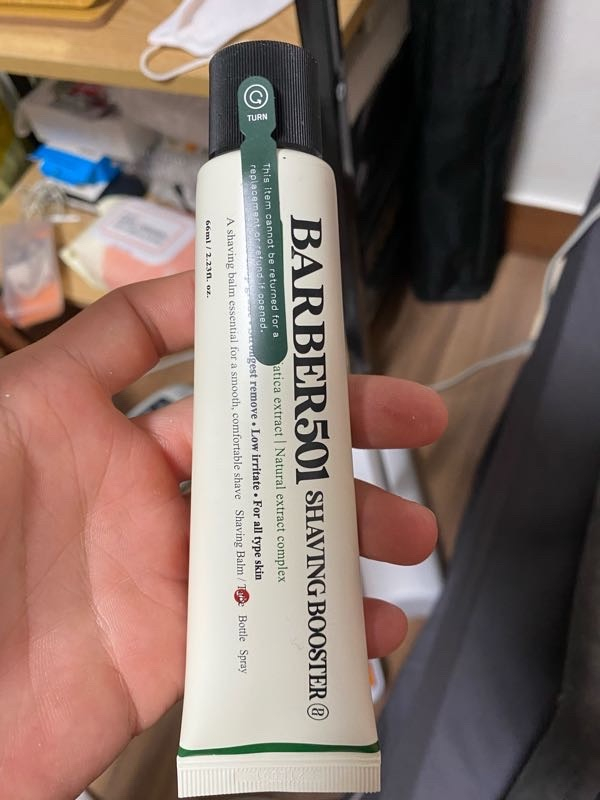 TURN
This item cannot be returned for a
replacement or refund if opened.
BARBER501 SHAVING BOOSTER
atica extract | Natural extract complex
ongest remove • Low irritate • For all type skin
A shaving balm essential for a smooth, comfortable shave Shaving Balm / Bottle Spray
66ml / 2.23fl. oz.